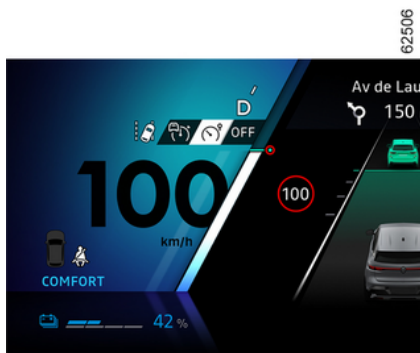 62506
Av de Lau
150
D
OFF
100
km/h
100
COMFORT
42 %